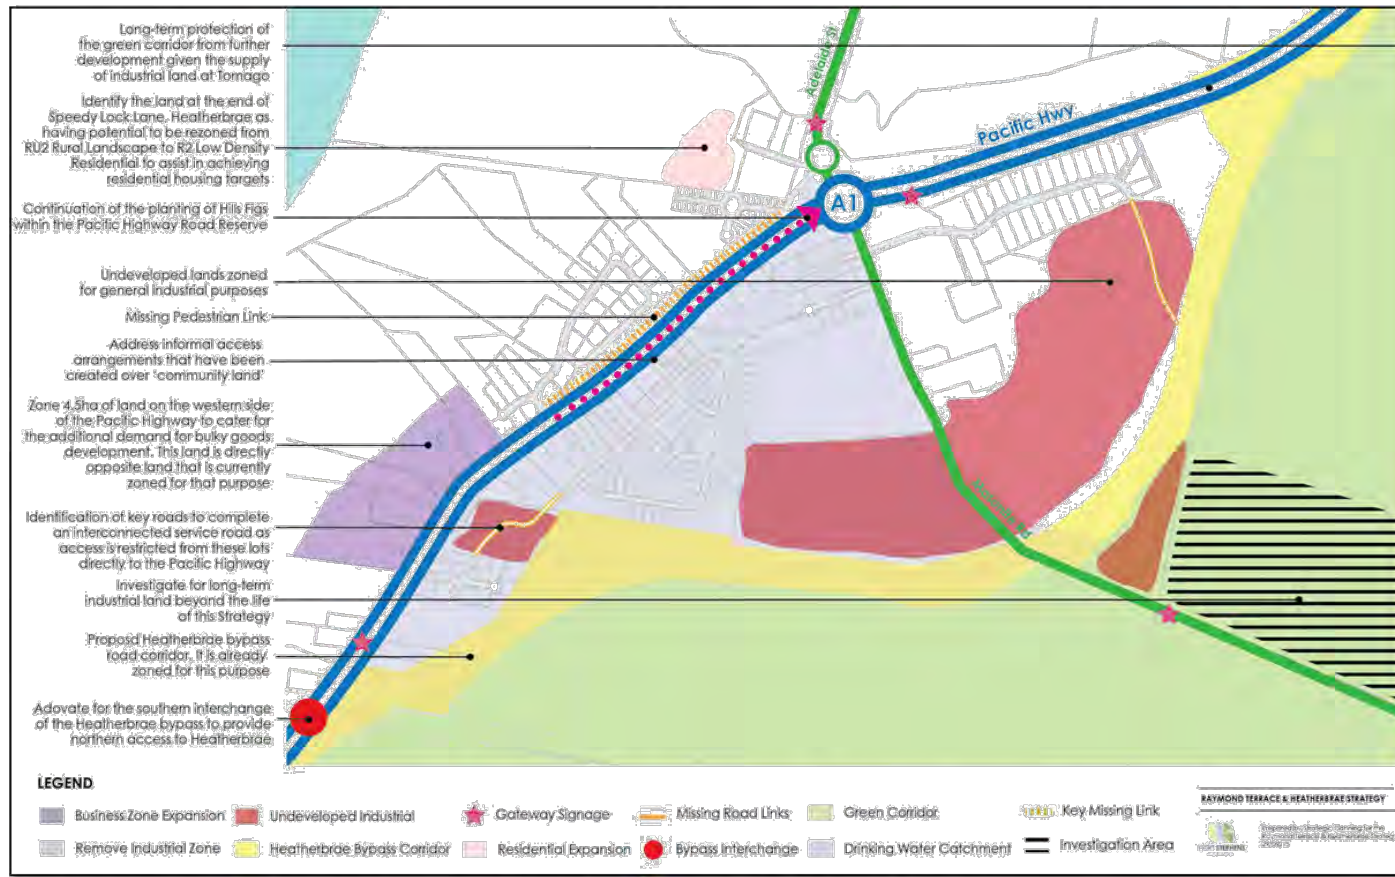 Long-term protection of
the green corridor from further
development given the supply
of industrial land at Tomago
Identify the land at the end of
Speedy Lock Lane, Heatherbrae as
having potential to be rezoned from
RU2 Rural Landscape to R2 Low Density
Residential to assist in achieving
residential housing targets
Continuation of the planting of Hills Figs
within the Pacific Highway Road Reserve
Undeveloped lands zoned
for general industrial purposes
Missing Pedestrian Link
Address informal access
arrangements that have been
created over 'community land'
Zone 4.5ha of land on the western side
of the Pacific Highway to cater for
the additional demand for bulky goods
development. This land is directly
opposite land that is currently
zoned for that purpose
Identification of key roads to complete
an interconnected service road as
access is restricted from these lots
directly to the Pacific Highway
Investigate for long-term
industrial land beyond the life
of this Strategy
Proposd Heatherbrae bypass
road corridor. It is already
zoned for this purpose
Adovate for the southern interchange
of the Heatherbrae bypass to provide
northern access to Heatherbrae
Adelaide St
Pacific Hwy
A1
LEGEND
Business Zone Expansion
Undeveloped Industrial
Gateway Signage
Missing Road Links
Green Corridor
Key Missing Link
Remove Industrial Zone
Heatherbrae Bypass Corridor
Residential Expansion
Bypass Interchange
Drinking Water Catchment
Investigation Area
RAYMOND TERRACE & HEATHERBRAE STRATEGY